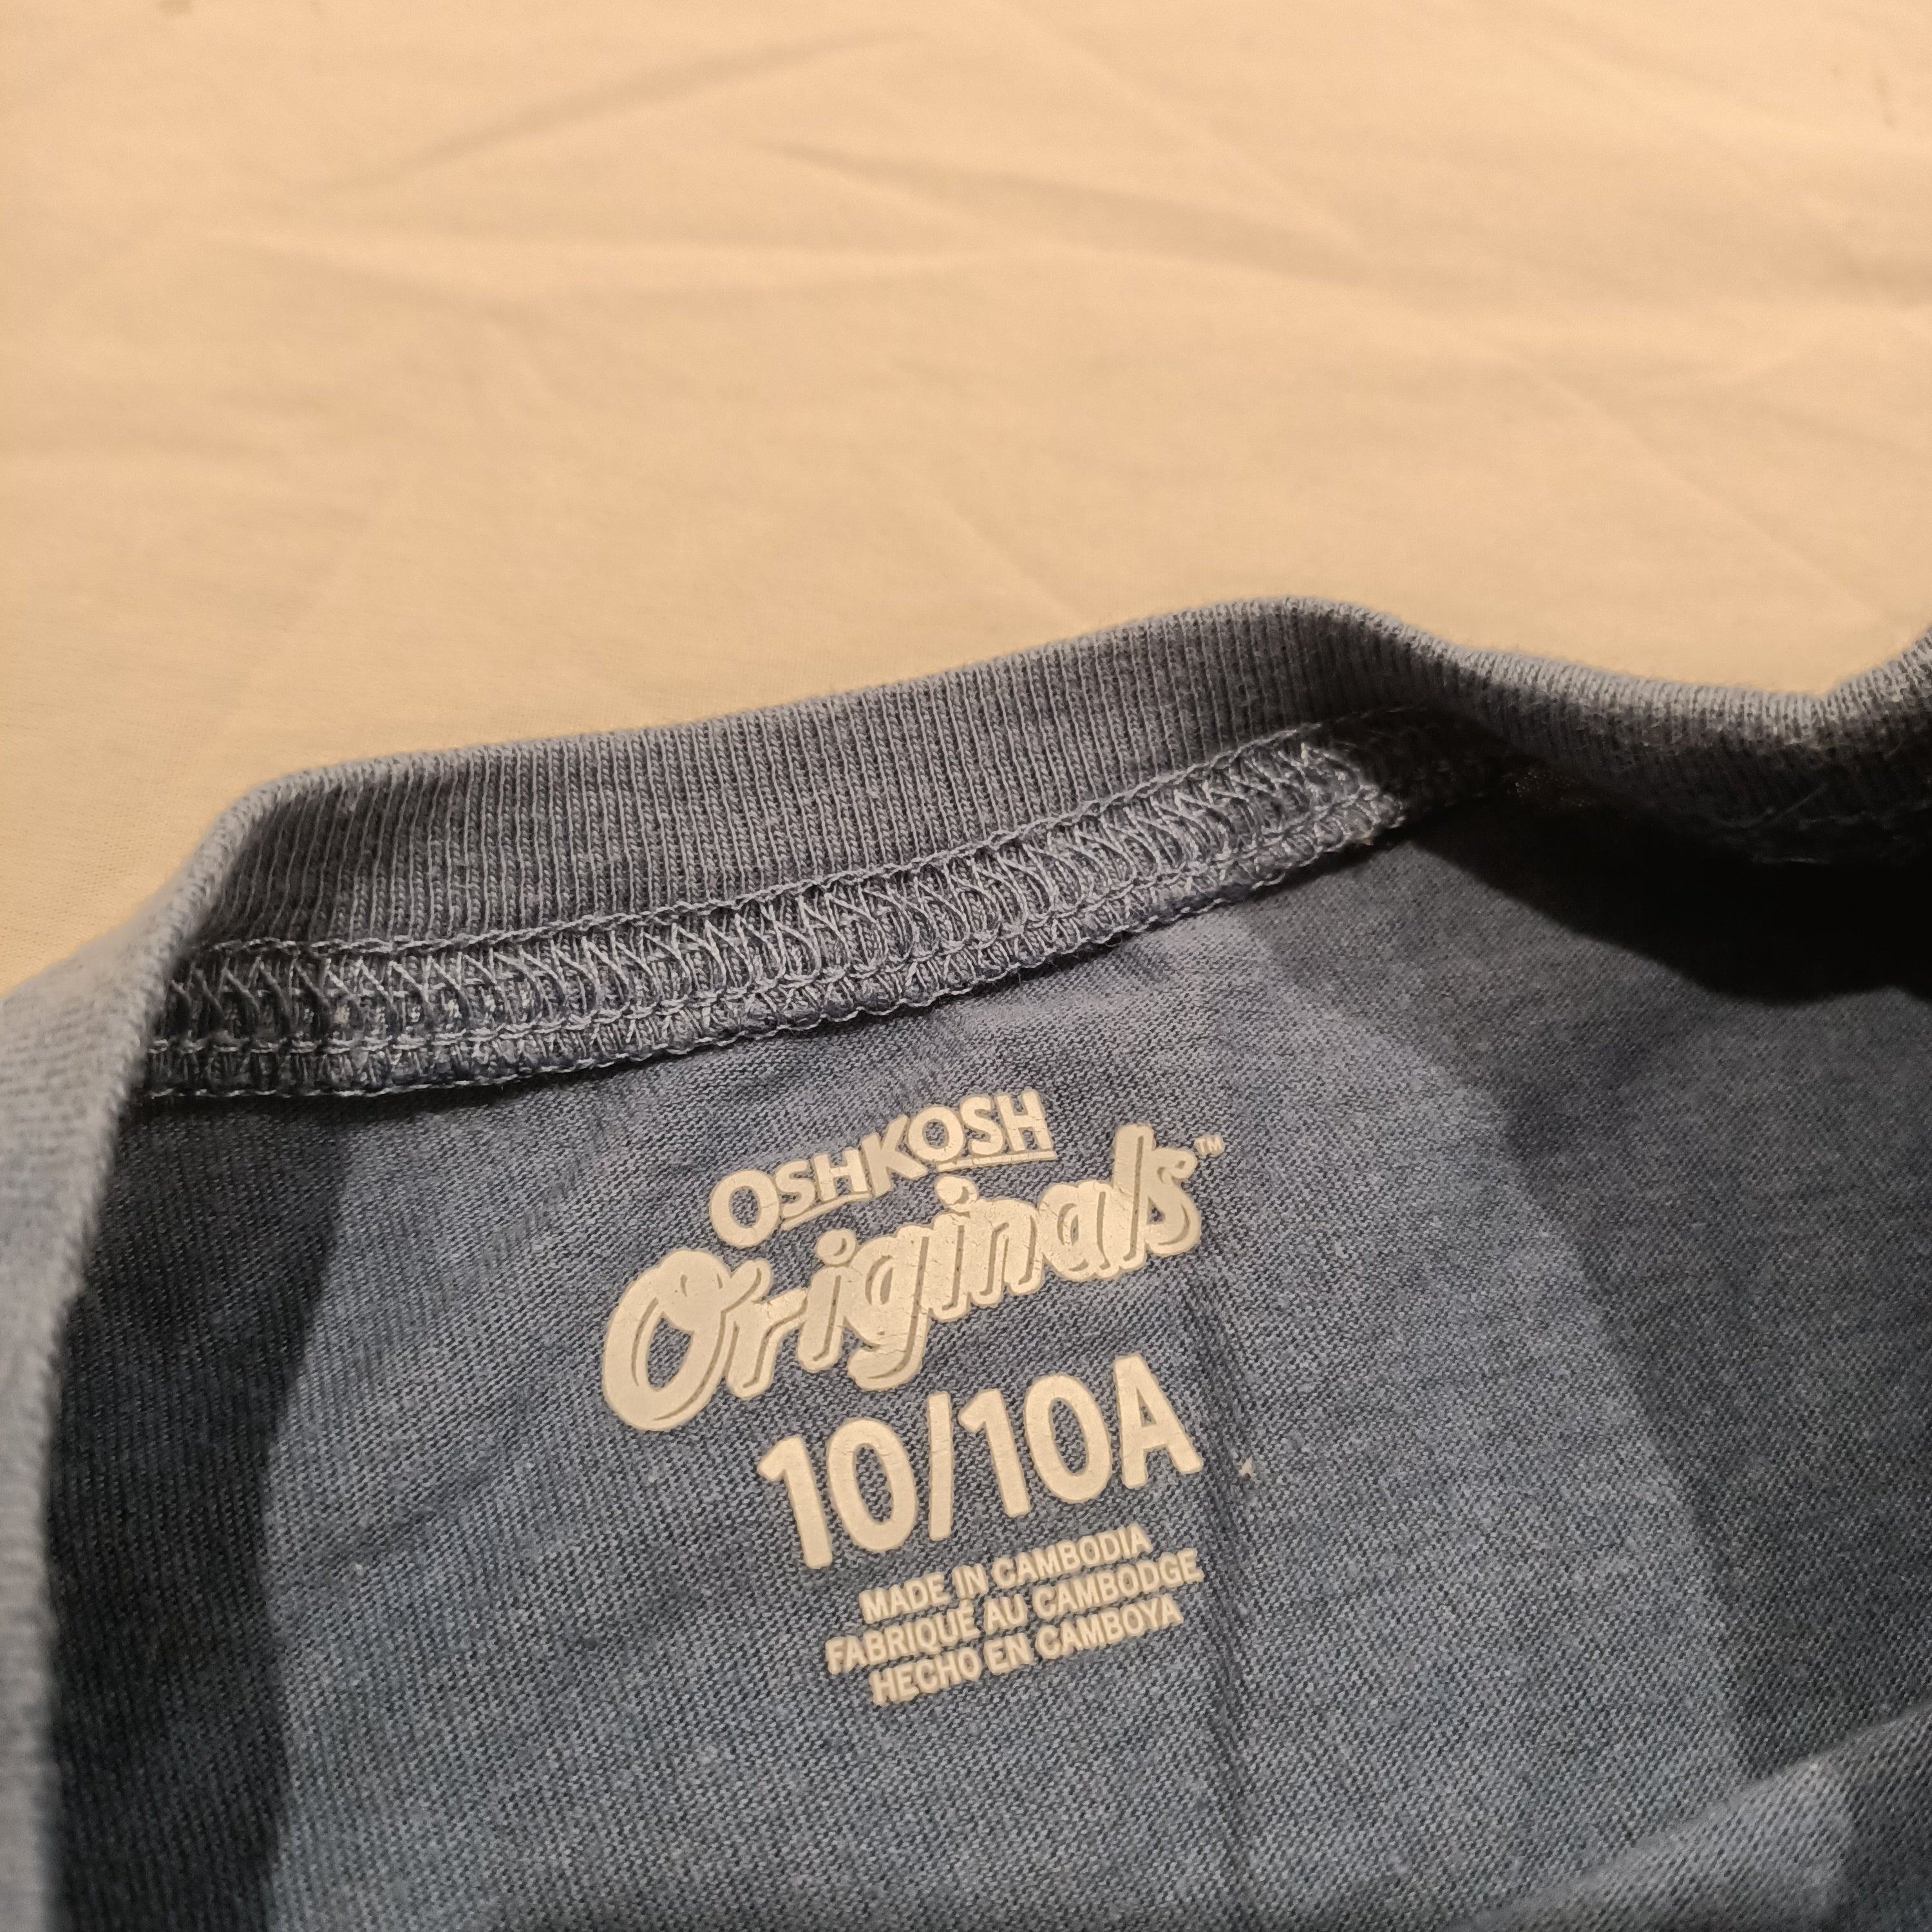 OSHKOSH
Originals™
10/10A
MADE IN CAMBODIA
FABRIQUÉ AU CAMBODGE
HECHO EN CAMBOYA